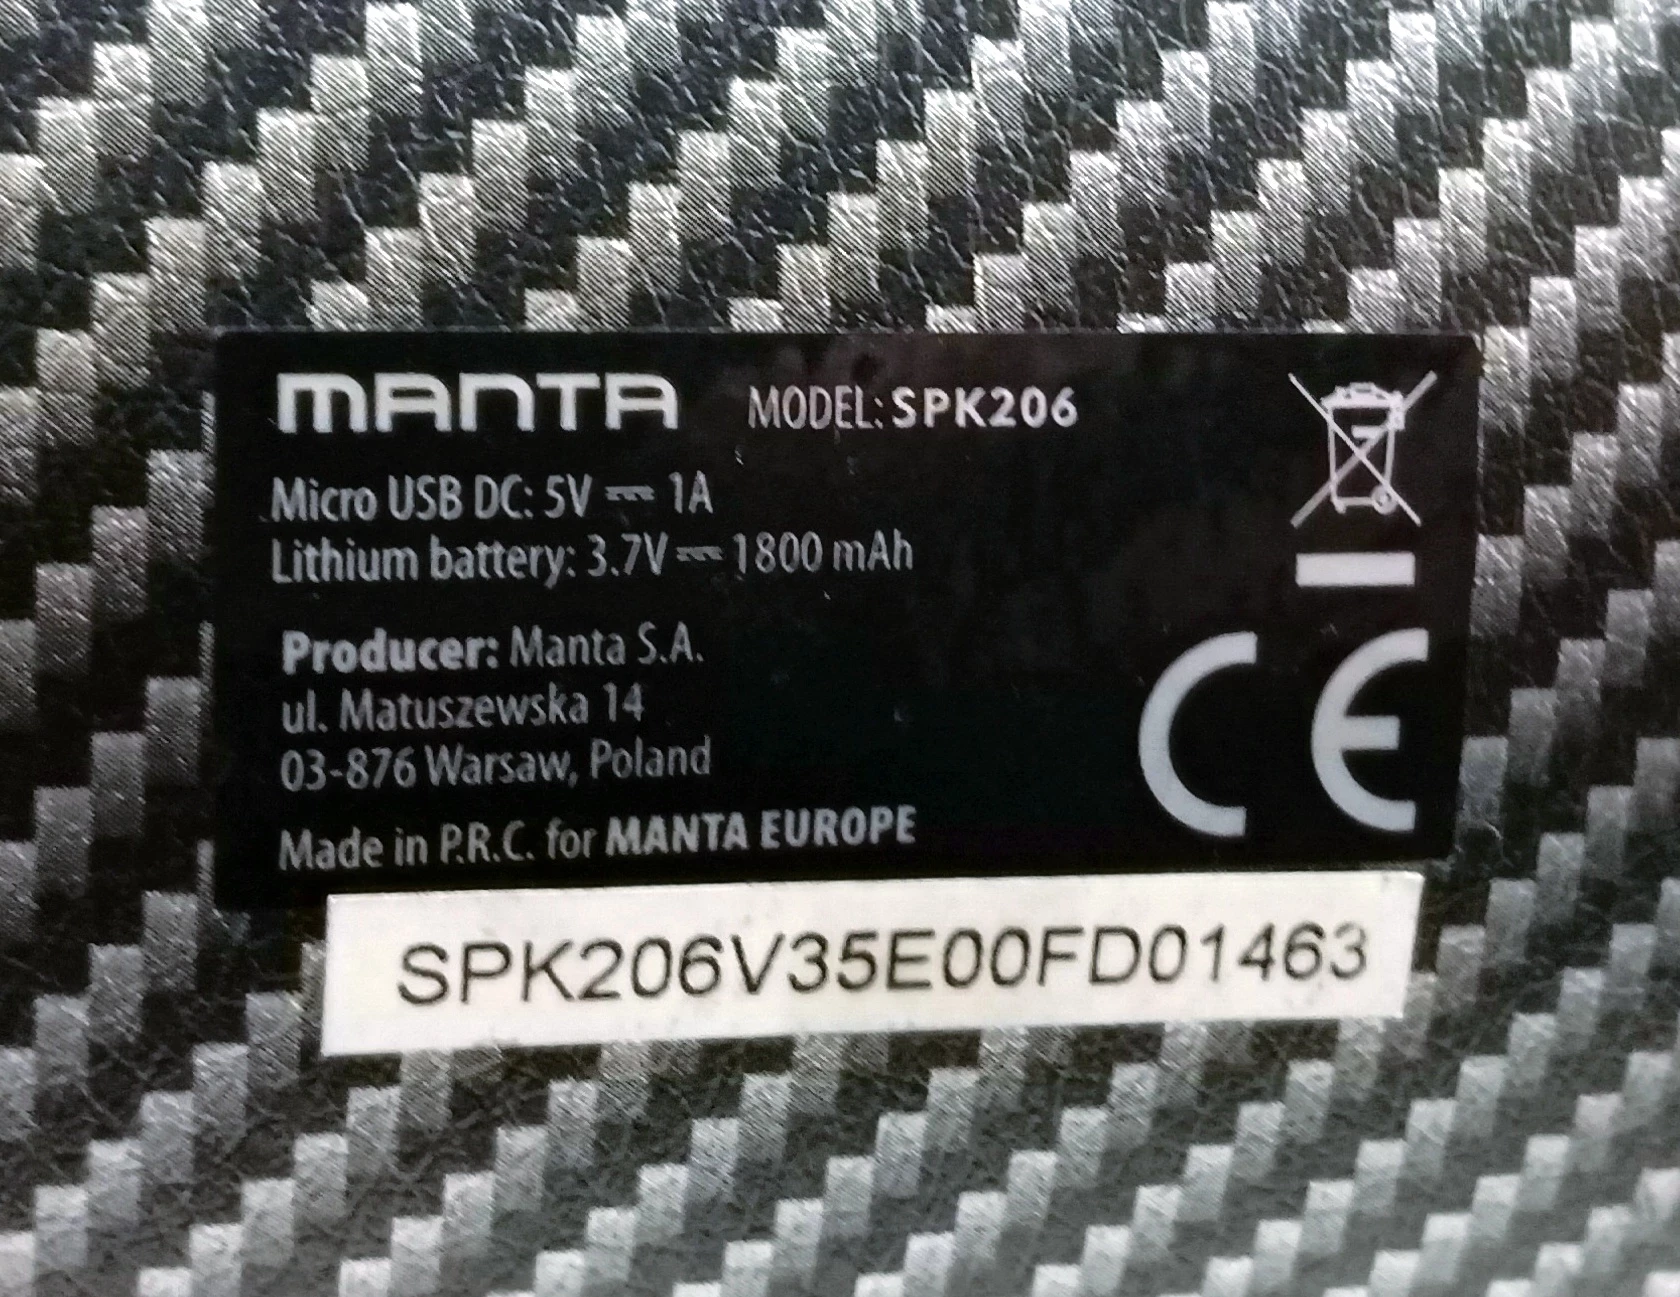 MANTA MODEL: SPK206
Micro USB DC: 5V ⎓ 1A
Lithium battery: 3.7V ⎓ 1800 mAh
Producer: Manta S.A.
ul. Matuszewska 14
03-876 Warsaw, Poland
Made in P.R.C. for MANTA EUROPE
CE
SPK206V35E00FD01463